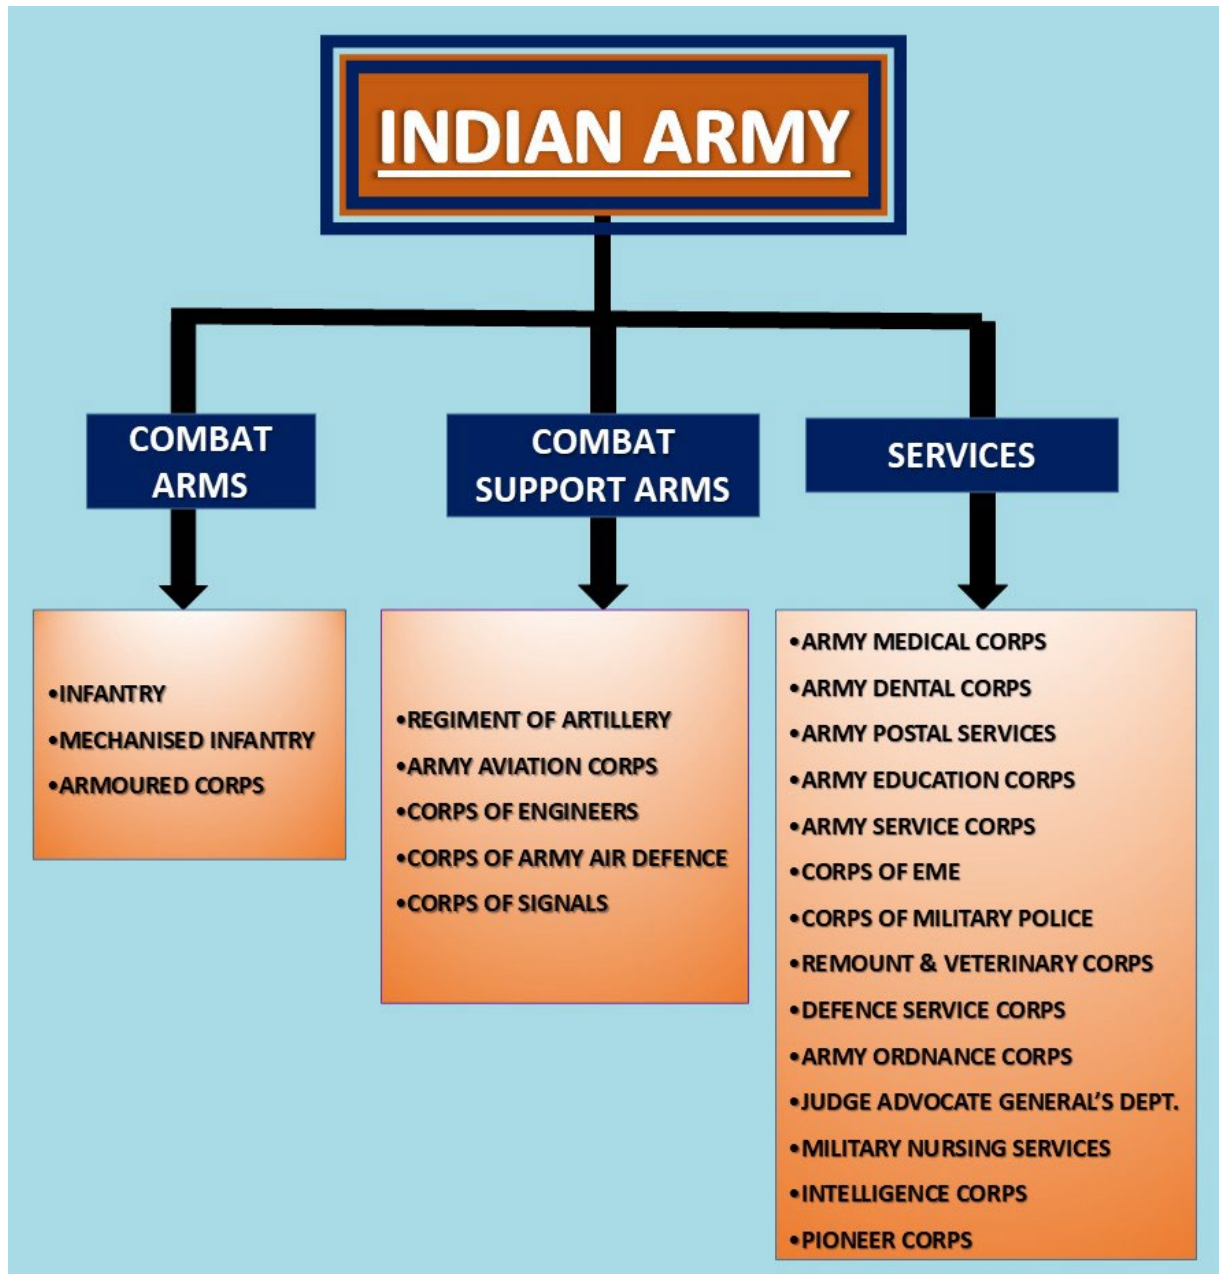 INDIAN ARMY
COMBAT
ARMS
•INFANTRY
•MECHANISED INFANTRY
•ARMOURED CORPS
COMBAT
SUPPORT ARMS
•REGIMENT OF ARTILLERY
•ARMY AVIATION CORPS
•CORPS OF ENGINEERS
•CORPS OF ARMY AIR DEFENCE
•CORPS OF SIGNALS
SERVICES
•ARMY MEDICAL CORPS
•ARMY DENTAL CORPS
•ARMY POSTAL SERVICES
•ARMY EDUCATION CORPS
•ARMY SERVICE CORPS
•CORPS OF EME
•CORPS OF MILITARY POLICE
•REMOUNT & VETERINARY CORPS
•DEFENCE SERVICE CORPS
•ARMY ORDNANCE CORPS
•JUDGE ADVOCATE GENERAL’S DEPT.
•MILITARY NURSING SERVICES
•INTELLIGENCE CORPS
•PIONEER CORPS